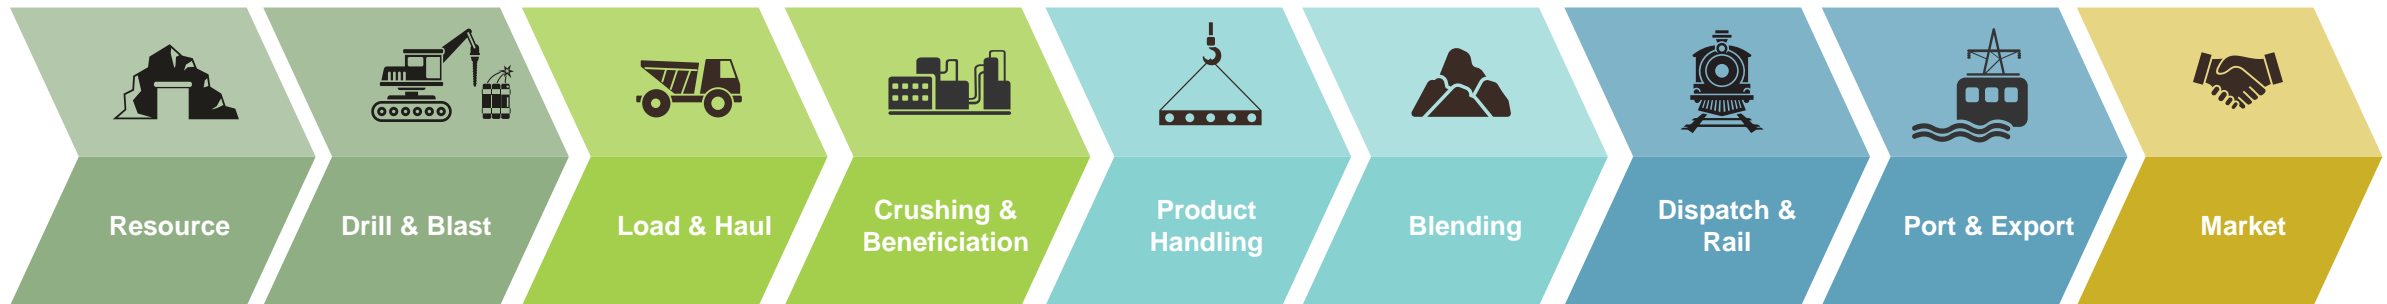 Resource
Drill & Blast
Load & Haul
Crushing &
Beneficiation
Product
Handling
Blending
Dispatch &
Rail
Port & Export
Market